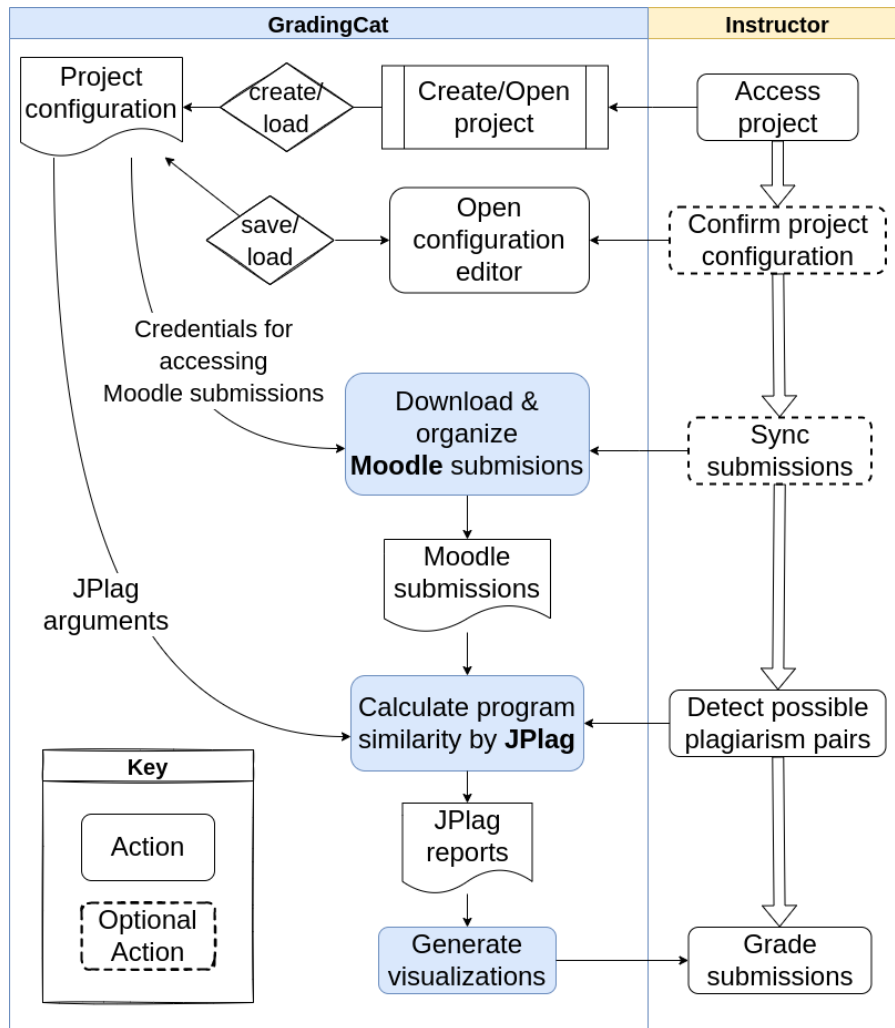 GradingCat
Instructor
Project
configuration
create/
load
Create/Open
project
Access
project
save/
load
Open
configuration
editor
Confirm project
configuration
Credentials for
accessing
Moodle submissions
Download &
organize
Moodle submisions
Sync
submissions
Moodle
submissions
JPlag
arguments
Calculate program
similarity by JPlag
Detect possible
plagiarism pairs
Key
Action
Optional
Action
JPlag
reports
Generate
visualizations
Grade
submissions